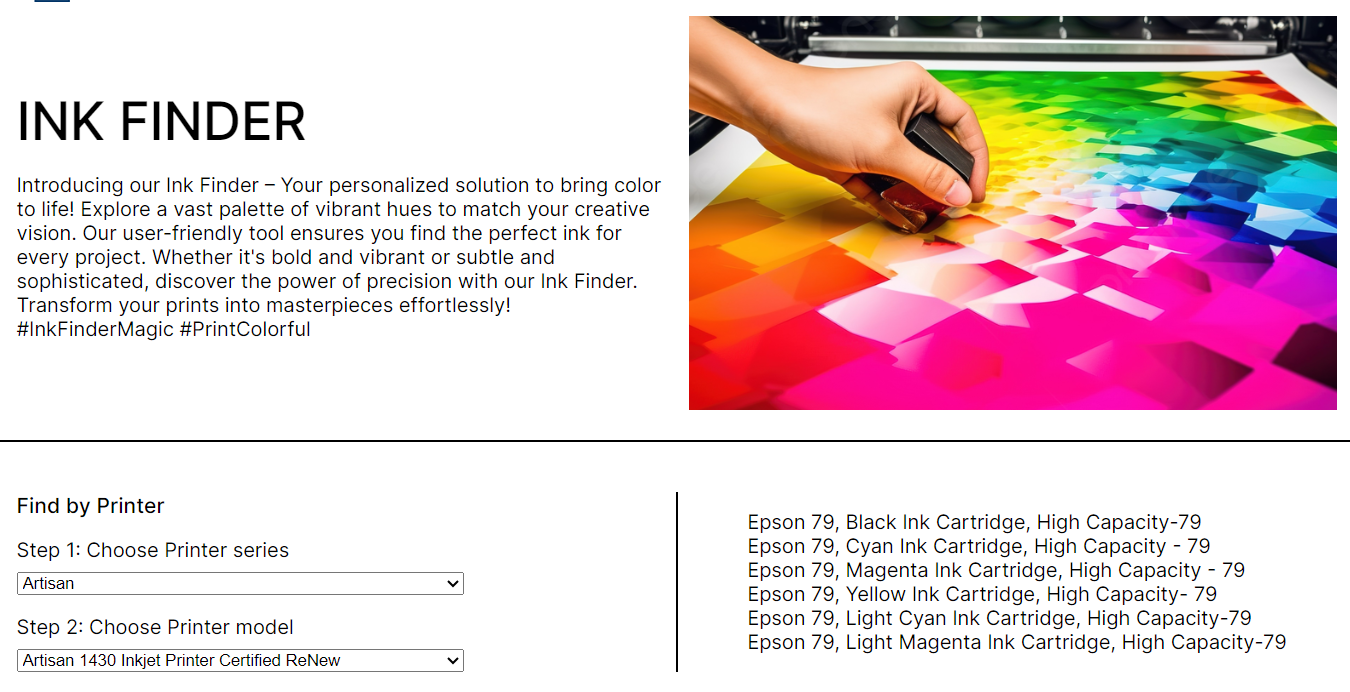 INK FINDER
Introducing our Ink Finder – Your personalized solution to bring color
to life! Explore a vast palette of vibrant hues to match your creative
vision. Our user-friendly tool ensures you find the perfect ink for
every project. Whether it's bold and vibrant or subtle and
sophisticated, discover the power of precision with our Ink Finder.
Transform your prints into masterpieces effortlessly!
#InkFinderMagic #PrintColorful
Find by Printer
Step 1: Choose Printer series
Artisan
Step 2: Choose Printer model
Artisan 1430 Inkjet Printer Certified ReNew
Epson 79, Black Ink Cartridge, High Capacity-79
Epson 79, Cyan Ink Cartridge, High Capacity - 79
Epson 79, Magenta Ink Cartridge, High Capacity - 79
Epson 79, Yellow Ink Cartridge, High Capacity- 79
Epson 79, Light Cyan Ink Cartridge, High Capacity-79
Epson 79, Light Magenta Ink Cartridge, High Capacity-79